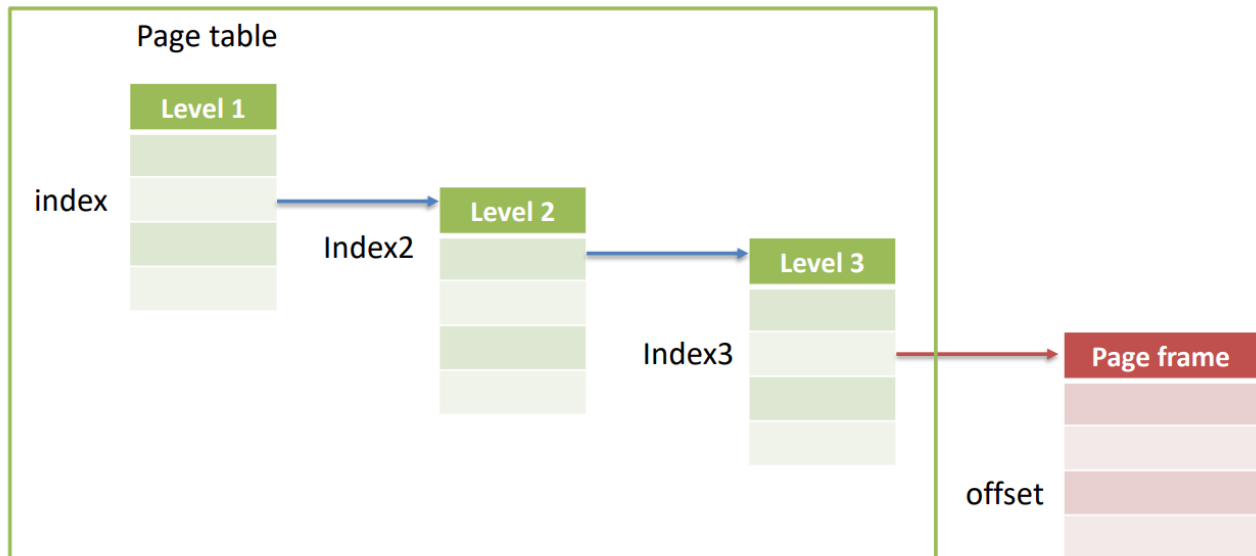 Page table
Level 1
index
Level 2
Index2
Level 3
Index3
Page frame
offset